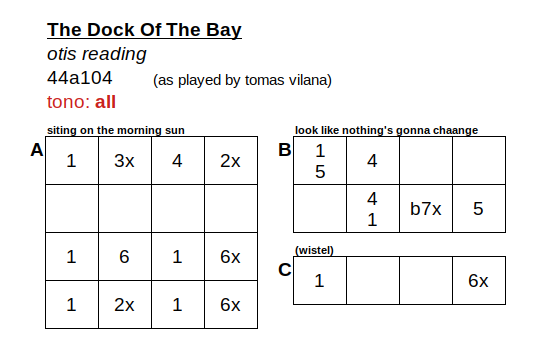 The Dock Of The Bay
otis reading
44a104 (as played by tomas vilana)
tono: all
siting on the morning sun
A
1 3x 4 2x
1 6 1 6x
1 2x 1 6x
look like nothing's gonna chaange
B
1 4
5
4 b7x 5
1
(wistel)
C
1 6x